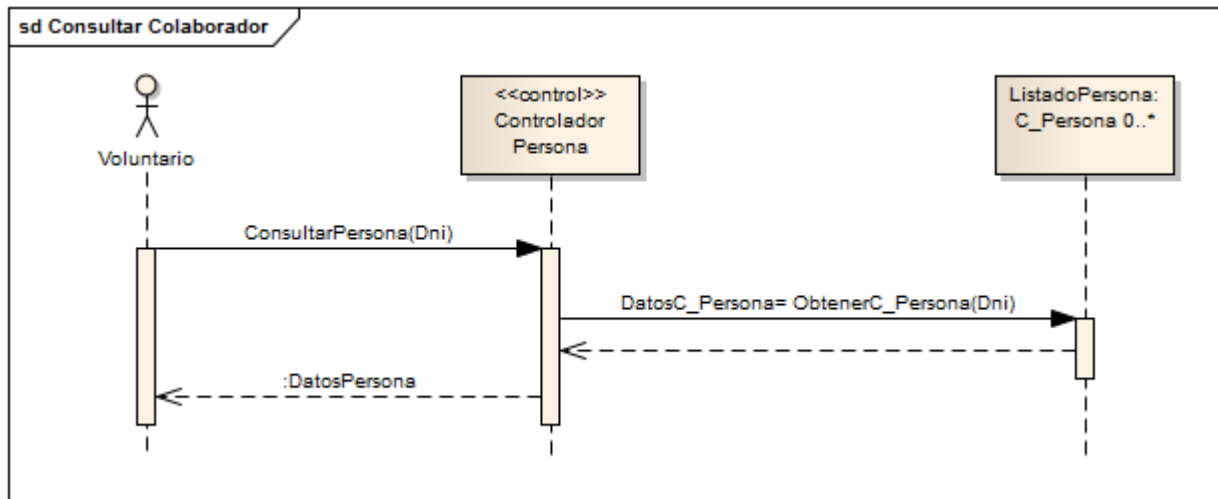 sd Consultar Colaborador
Voluntario
<<control>>
Controlador
Persona
ListadoPersona:
C_Persona 0..*
ConsultarPersona(Dni)
DatosC_Persona= ObtenerC_Persona(Dni)
:DatosPersona